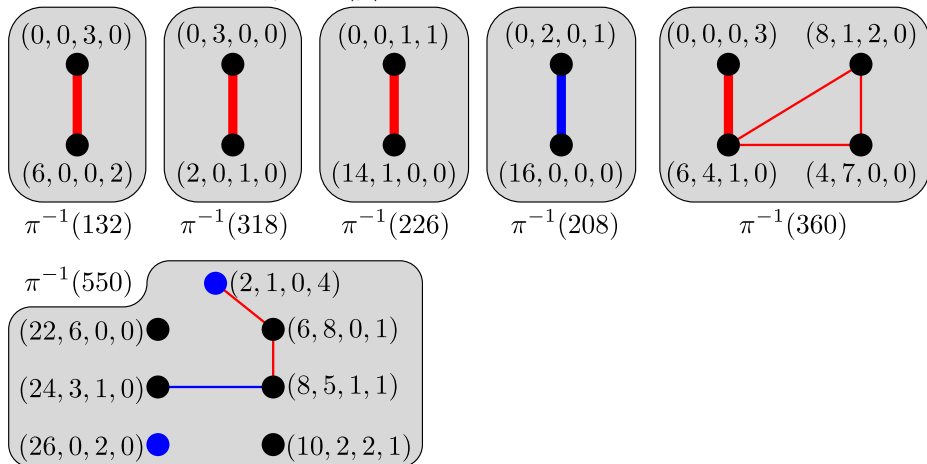 (0, 0, 3, 0) (0, 3, 0, 0) (0, 0, 1, 1) (0, 2, 0, 1) (0, 0, 0, 3) (8, 1, 2, 0)
(6, 0, 0, 2) (2, 0, 1, 0) (14, 1, 0, 0) (16, 0, 0, 0) (6, 4, 1, 0) (4, 7, 0, 0)
π⁻¹(132) π⁻¹(318) π⁻¹(226) π⁻¹(208) π⁻¹(360)
π⁻¹(550) (2, 1, 0, 4)
(22, 6, 0, 0) (6, 8, 0, 1)
(24, 3, 1, 0) (8, 5, 1, 1)
(26, 0, 2, 0) (10, 2, 2, 1)